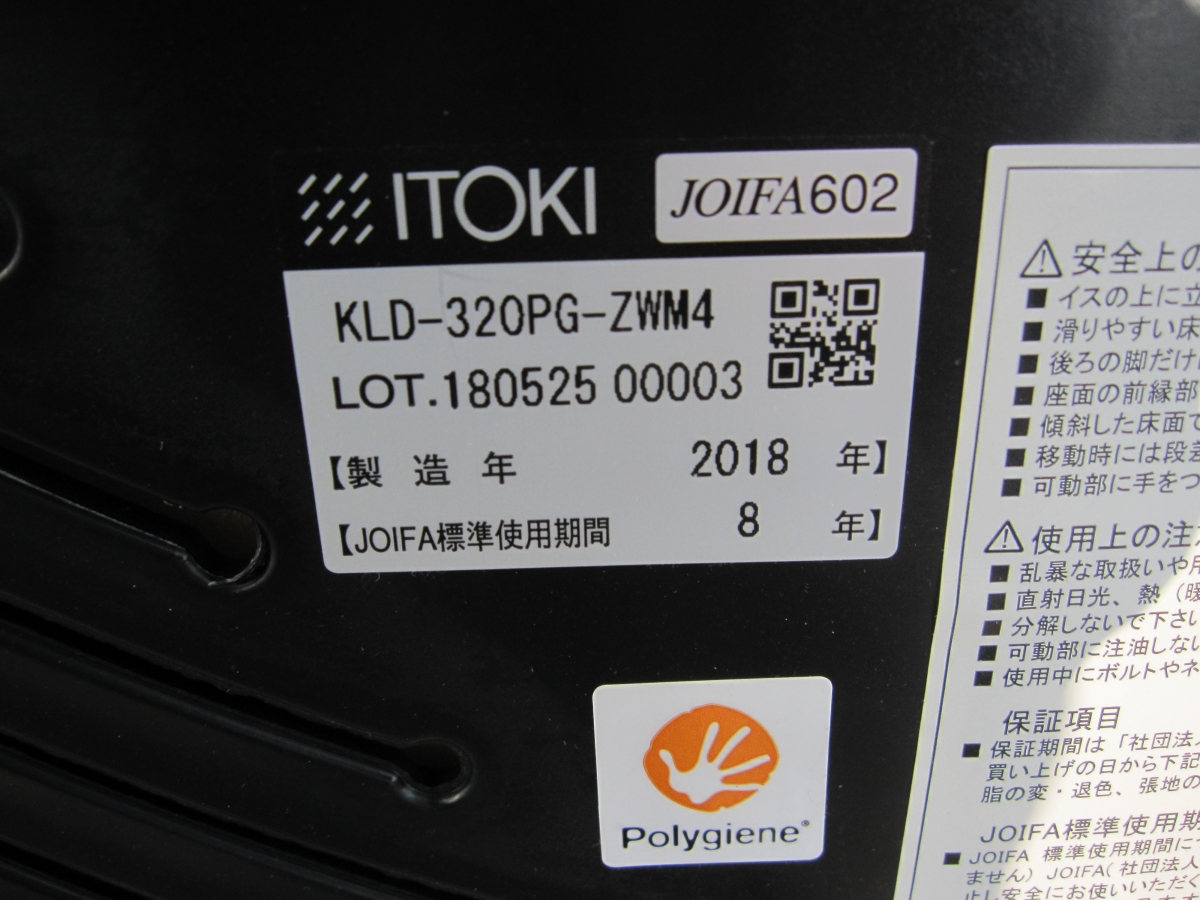 ITOKI
JOIFA602
KLD-320PG-ZWM4
LOT.180525 00003
【製 造 年 2018 年】
【JOIFA標準使用期間 8 年】
Polygiene®
⚠安全上の
■イスの上に立
■滑りやすい床
■後ろの脚だけ
■座面の前縁部
■傾斜した床面で
■移動時には段差
■可動部に手をつ
⚠使用上の注
■乱暴な取扱いや用
■直射日光、熱(暖
■分解しないで下さい
■可動部に注油しない
■使用中にボルトやネ
保証項目
■保証期間は「社団法人
買い上げの日から下記
脂の変・退色、張地の
JOIFA標準使用期
■JOIFA 標準使用期間に
ません) JOIFA(社団法人
止し安全にお使いいただく